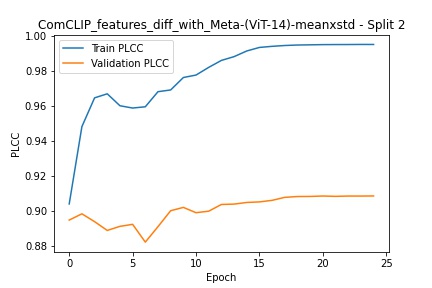 ComCLIP_features_diff_with_Meta-(ViT-14)-meanxstd - Split 2
1.00
0.98
0.96
0.94
0.92
0.90
0.88
PLCC
Train PLCC
Validation PLCC
0 5 10 15 20 25
Epoch